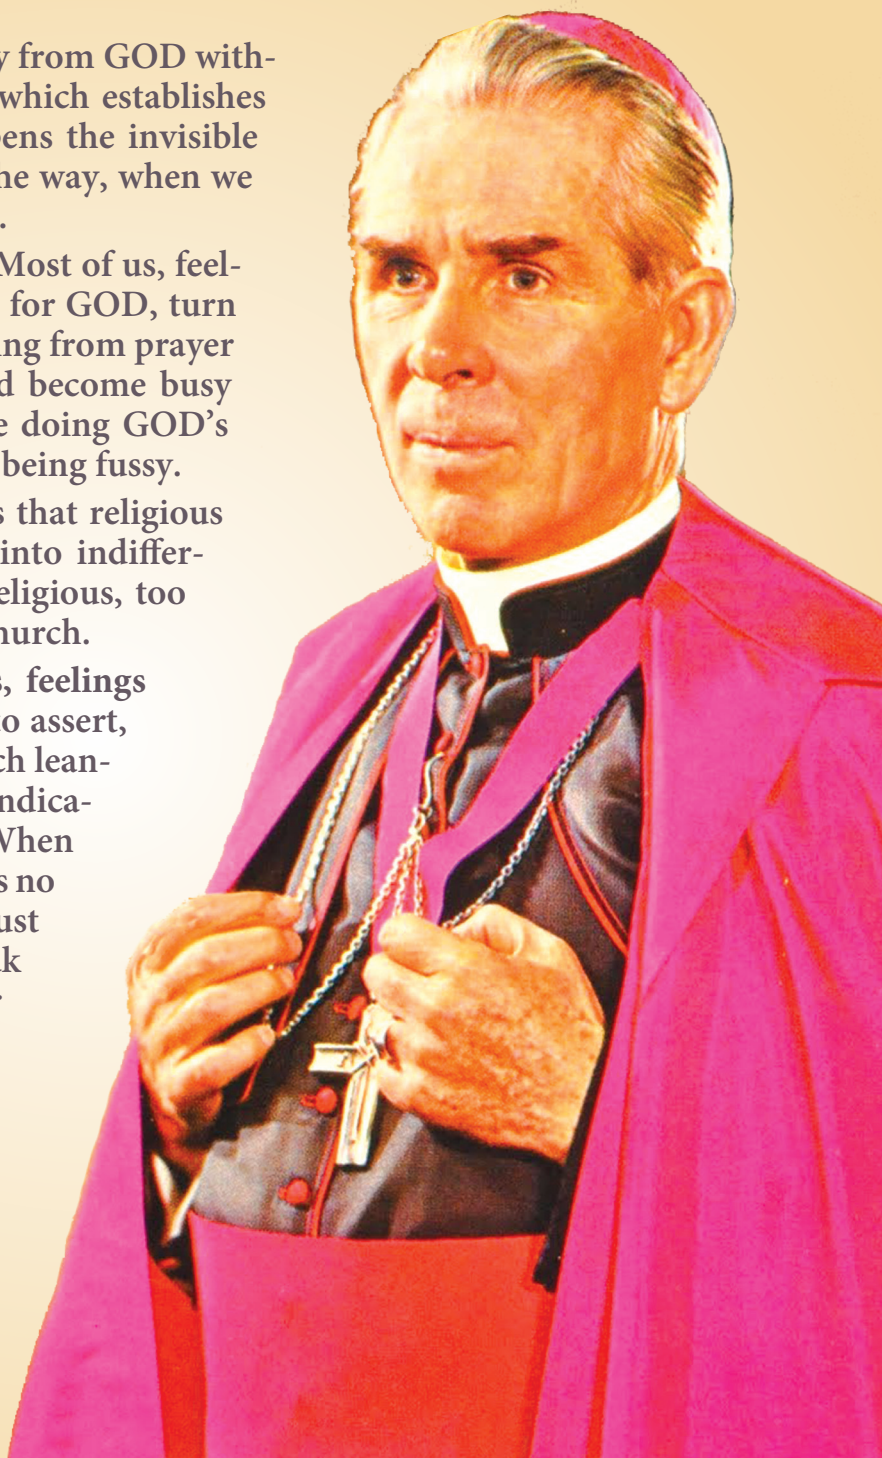 y from GOD with-
which establishes
ens the invisible
he way, when we
.
Most of us, feel-
for GOD, turn
ing from prayer
d become busy
e doing GOD’s
being fussy.
s that religious
into indiffer-
eligious, too
hurch.
s, feelings
to assert,
ch lean-
ndica-
When
s no
ust
k